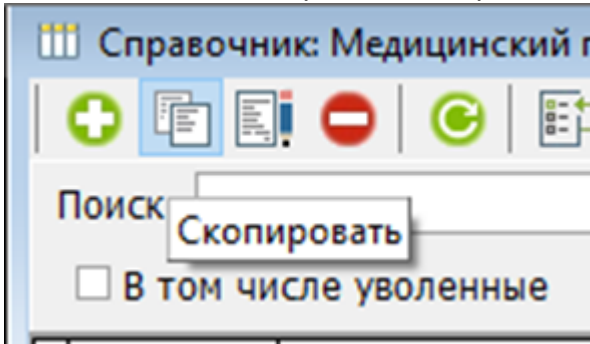 Справочник: Медицинский
Поиск
Скопировать
В том числе уволенные